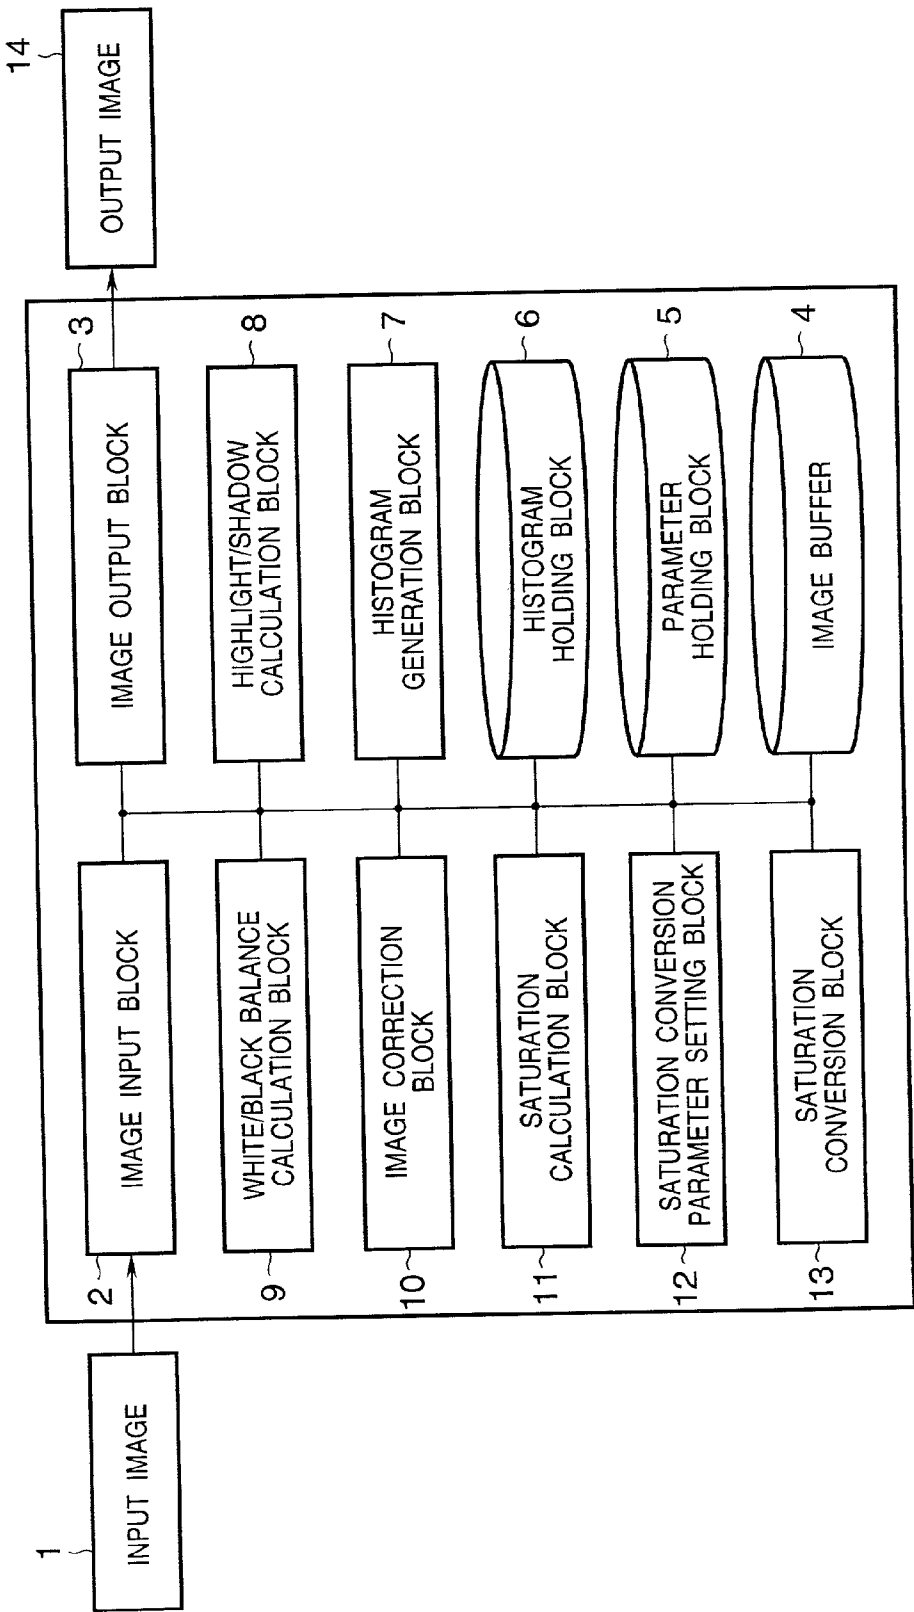 1
INPUT IMAGE
2
IMAGE INPUT BLOCK
9
WHITE/BLACK BALANCE
CALCULATION BLOCK
10
IMAGE CORRECTION
BLOCK
11
SATURATION
CALCULATION BLOCK
12
SATURATION CONVERSION
PARAMETER SETTING BLOCK
13
SATURATION
CONVERSION BLOCK
3
IMAGE OUTPUT BLOCK
8
HIGHLIGHT/SHADOW
CALCULATION BLOCK
7
HISTOGRAM
GENERATION BLOCK
6
HISTOGRAM
HOLDING BLOCK
5
PARAMETER
HOLDING BLOCK
4
IMAGE BUFFER
14
OUTPUT IMAGE